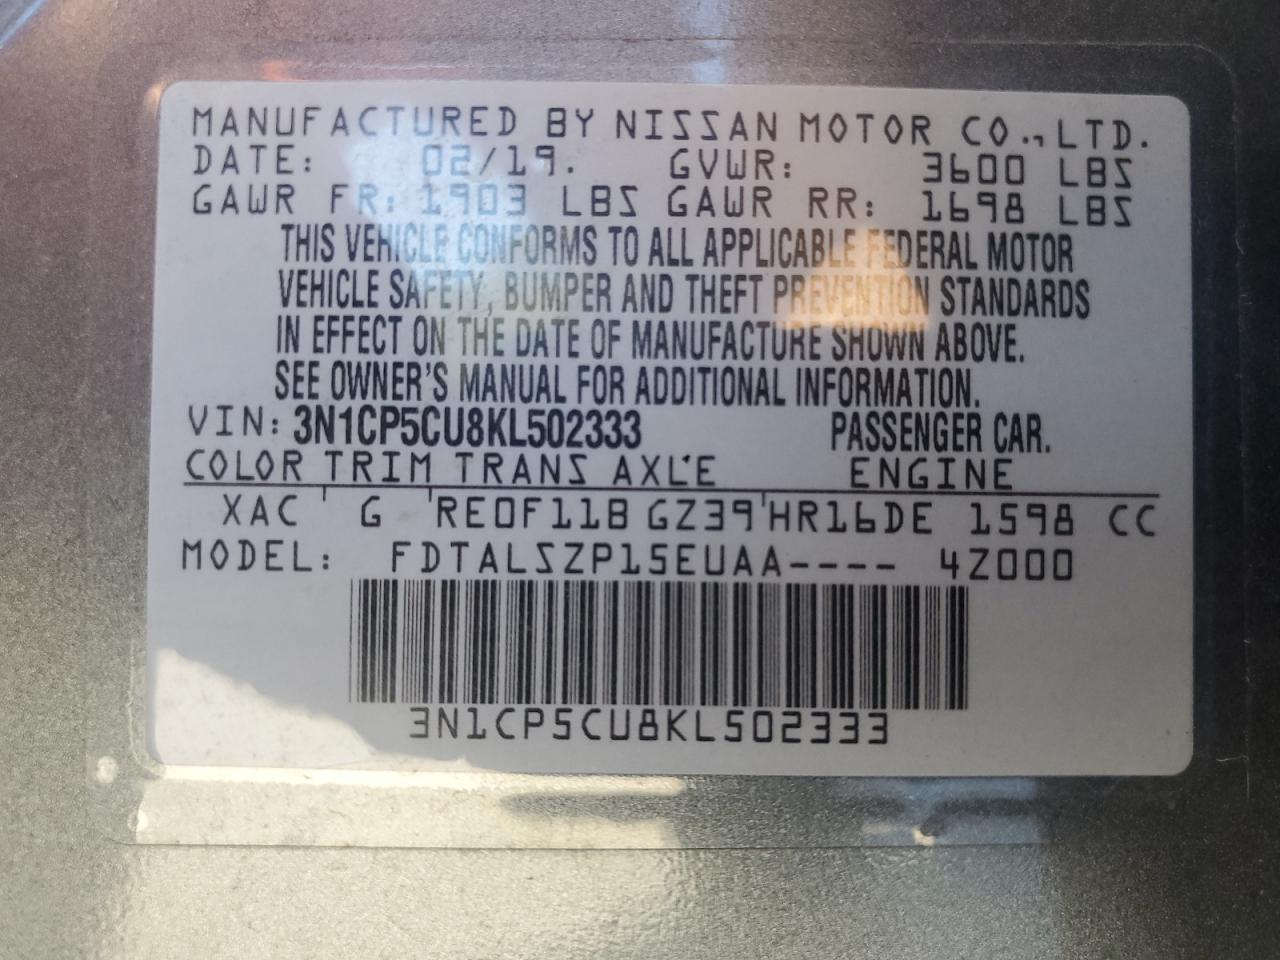 MANUFACTURED BY NISSAN MOTOR CO., LTD.
DATE: 02/19. GVWR: 3600 LBS
GAWR FR: 1903 LBS GAWR RR: 1698 LBS
THIS VEHICLE CONFORMS TO ALL APPLICABLE FEDERAL MOTOR
VEHICLE SAFETY, BUMPER AND THEFT PREVENTION STANDARDS
IN EFFECT ON THE DATE OF MANUFACTURE SHOWN ABOVE.
SEE OWNER'S MANUAL FOR ADDITIONAL INFORMATION.
VIN: 3N1CP5CU8KL502333 PASSENGER CAR.
COLOR TRIM TRANS AXLE ENGINE
XAC G RE0F11B GZ39 HR16DE 1598 CC
MODEL: FDTALSZP15EUAA---- 4Z000
3N1CP5CU8KL502333